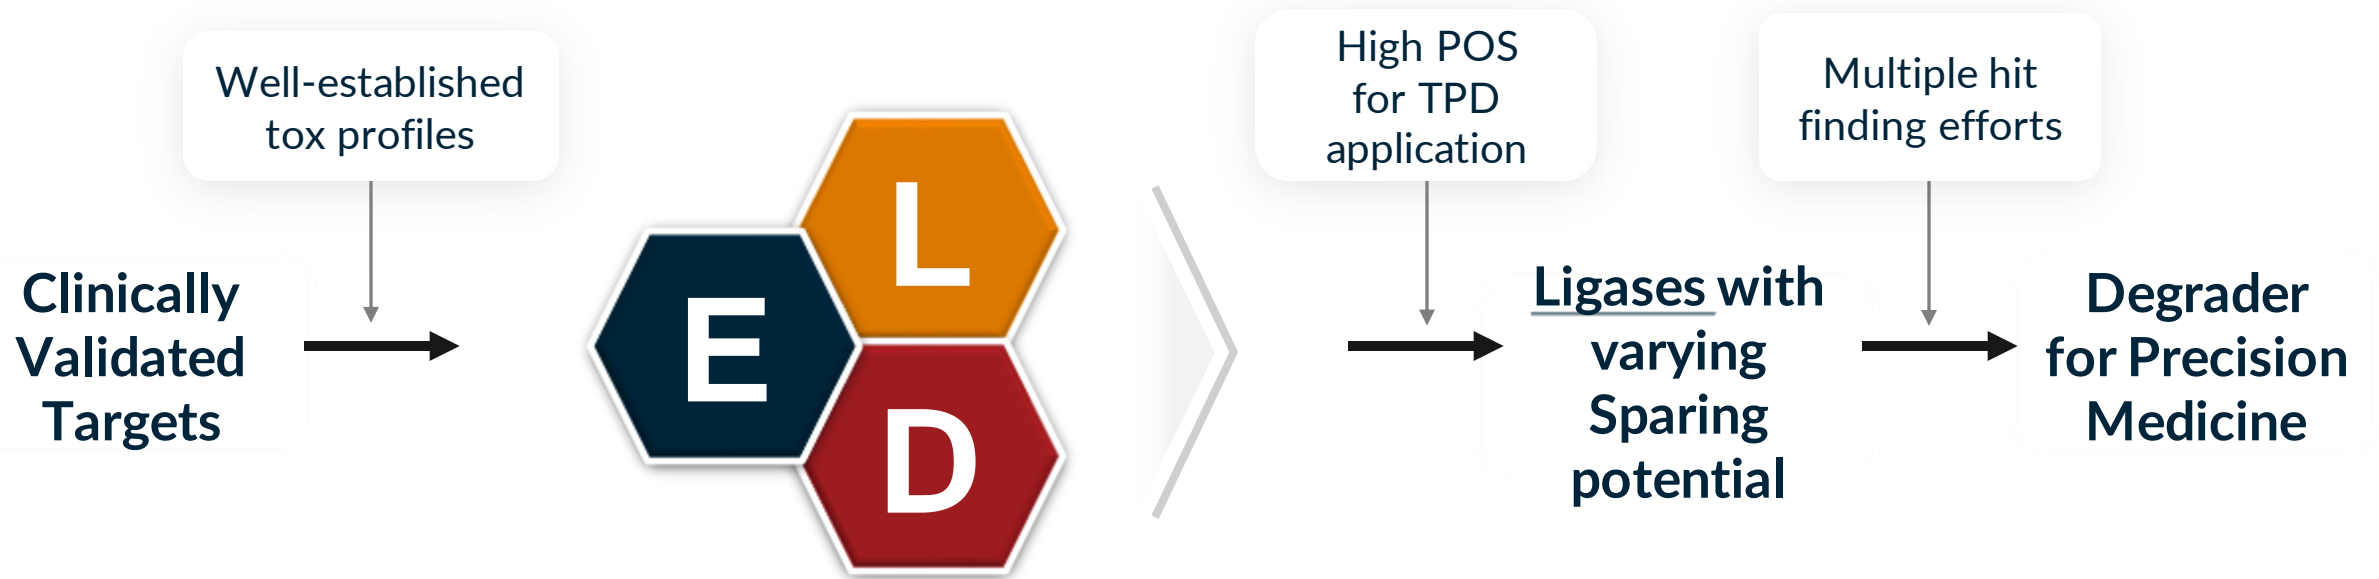 Well-established
tox profiles
Clinically
Validated
Targets
L
E
D
High POS
for TPD
application
Ligases with
varying
Sparing
potential
Multiple hit
finding efforts
Degrader
for Precision
Medicine